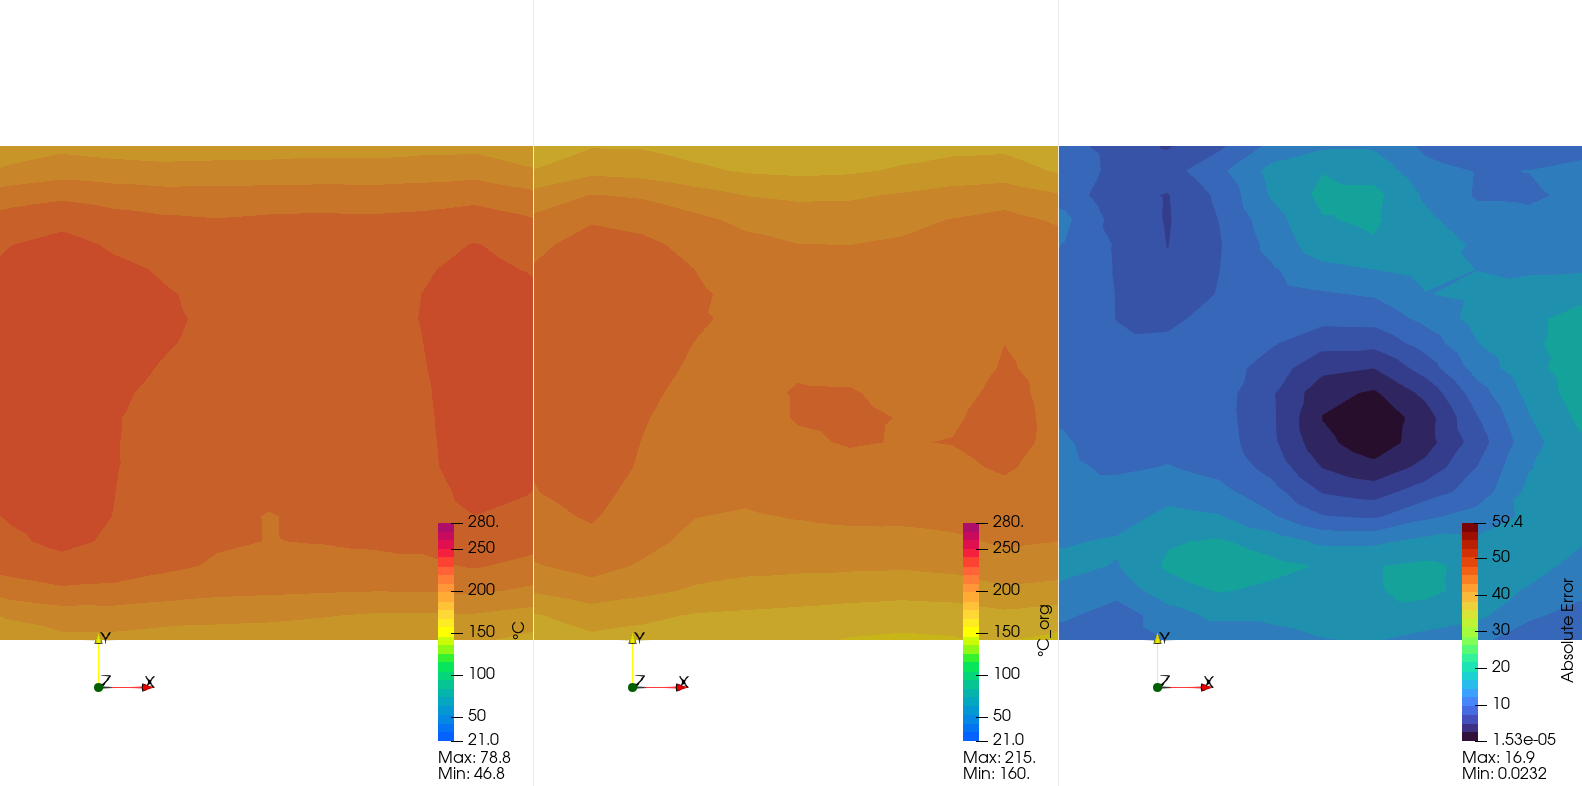 280.
250
200
150
100
50
21.0
°C
Max: 78.8
Min: 46.8
Y
Z
X
280.
250
200
150
100
50
21.0
°C_org
Max: 215.
Min: 160.
Y
Z
X
59.4
50
40
30
20
10
1.53e-05
Absolute Error
Max: 16.9
Min: 0.0232
Y
Z
X